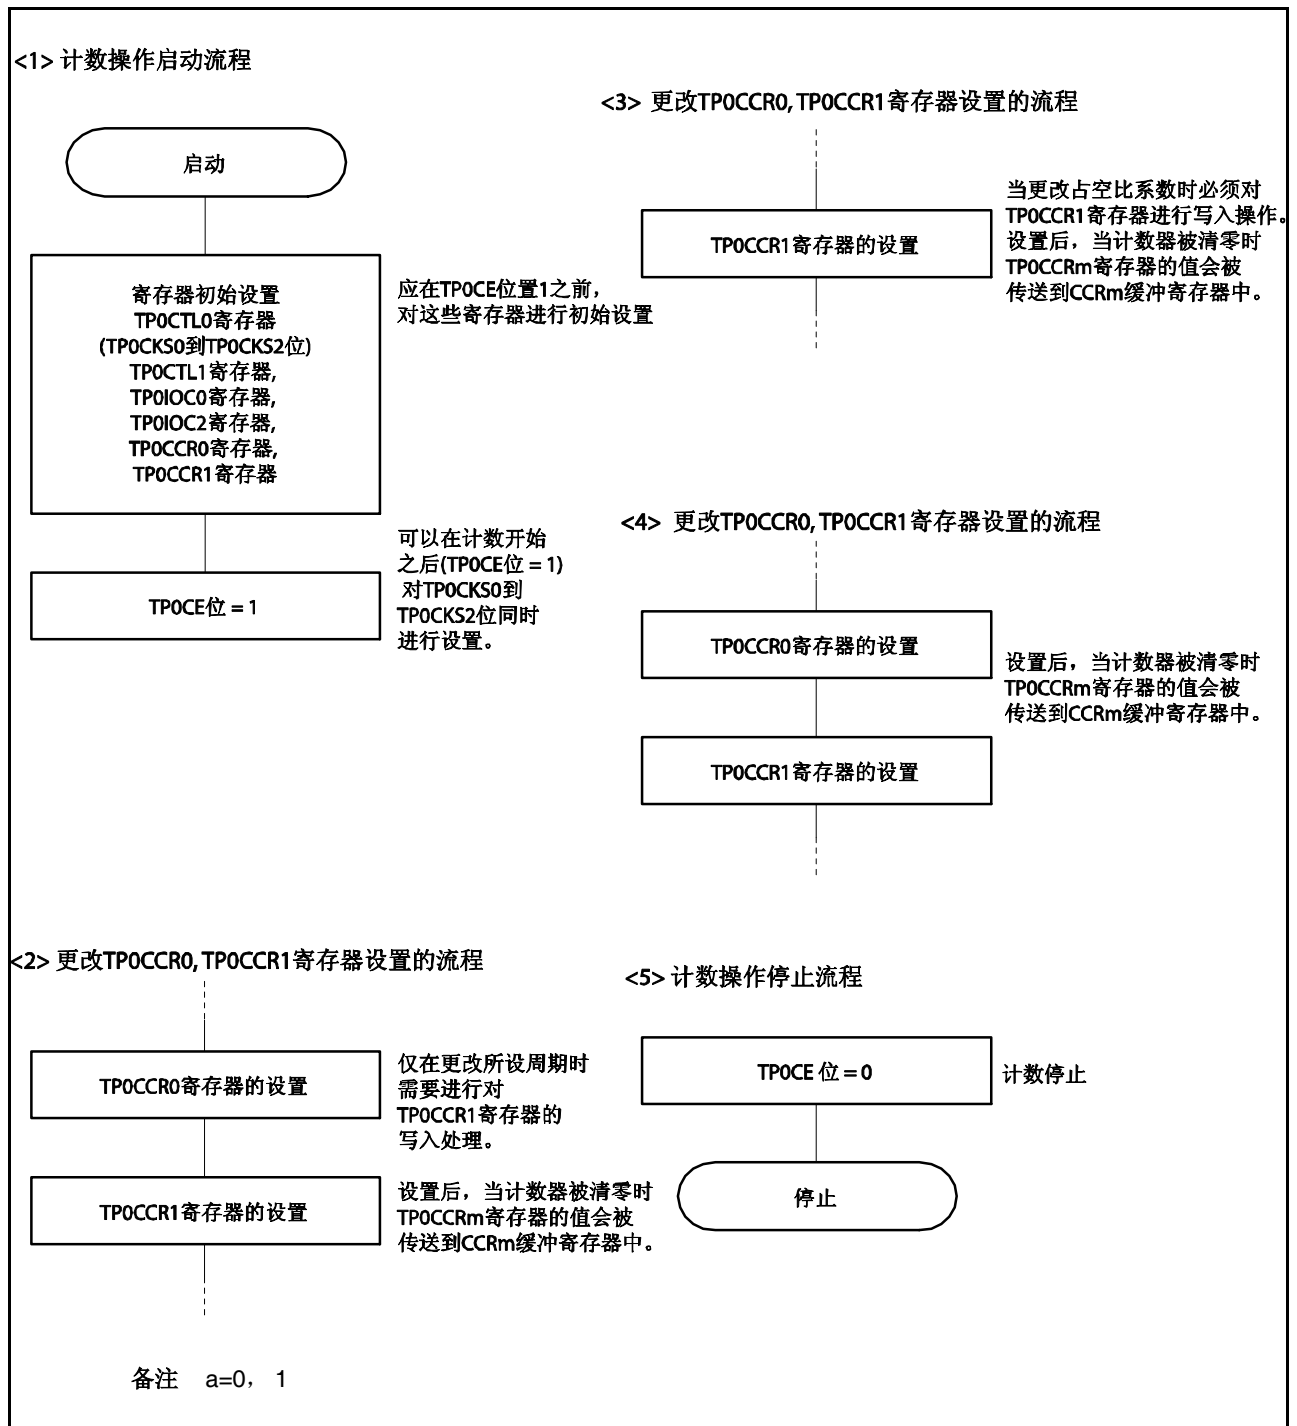 <1> 计数操作启动流程
启动
寄存器初始设置
TP0CTL0寄存器
(TP0CKS0到TP0CKS2位)
TP0CTL1寄存器,
TP0IOC0寄存器,
TP0IOC2寄存器,
TP0CCR0寄存器,
TP0CCR1寄存器
应在TP0CE位置1之前，
对这些寄存器进行初始设置
TP0CE位 = 1
可以在计数开始
之后(TP0CE位 = 1)
对TP0CKS0到
TP0CKS2位同时
进行设置。
<2> 更改TP0CCR0, TP0CCR1寄存器设置的流程
TP0CCR0寄存器的设置
仅在更改所设周期时
需要进行对
TP0CCR1寄存器的
写入处理。
TP0CCR1寄存器的设置
设置后，当计数器被清零时
TP0CCRm寄存器的值会被
传送到CCRm缓冲寄存器中。
<3> 更改TP0CCR0, TP0CCR1寄存器设置的流程
TP0CCR1寄存器的设置
当更改占空比系数时必须对
TP0CCR1寄存器进行写入操作。
设置后，当计数器被清零时
TP0CCRm寄存器的值会被
传送到CCRm缓冲寄存器中。
<4> 更改TP0CCR0, TP0CCR1寄存器设置的流程
TP0CCR0寄存器的设置
设置后，当计数器被清零时
TP0CCRm寄存器的值会被
传送到CCRm缓冲寄存器中。
TP0CCR1寄存器的设置
<5> 计数操作停止流程
TP0CE 位 = 0
计数停止
停止
备注 a=0， 1